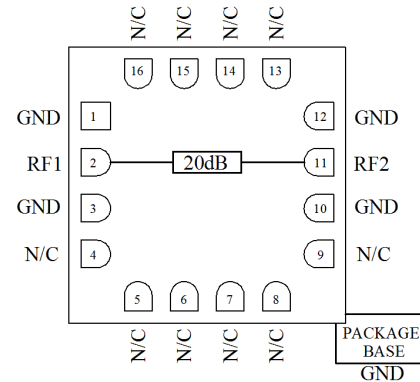 N/C N/C N/C N/C
16 15 14 13
GND 1 12 GND
RF1 2 20dB 11 RF2
GND 3 10 GND
N/C 4 9 N/C
5 6 7 8
N/C N/C N/C N/C
PACKAGE
BASE
GND